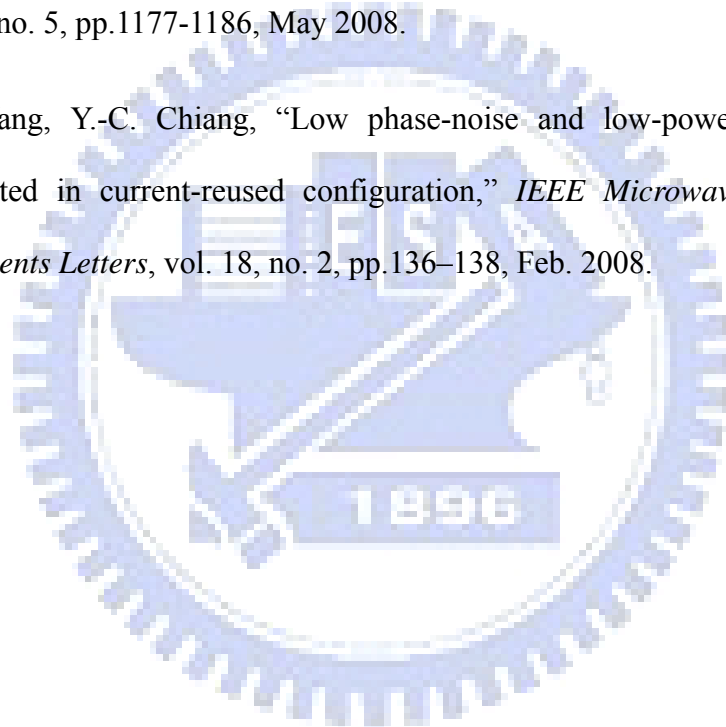 no. 5, pp.1177-1186, May 2008.
ang, Y.-C. Chiang, “Low phase-noise and low-powe
ted in current-reused configuration,” IEEE Microwav
ents Letters, vol. 18, no. 2, pp.136–138, Feb. 2008.
1896